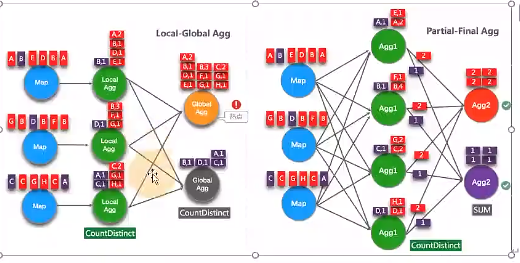 Local-Global Agg
A,2
B,1
D,1
E,1
A B E D B A
B,1
Map
Local
Agg
A,2
B,1 B,3 C,2
D,1 F,1 G,1
E,1 G,1 H,1
Global
Agg
热点
B,3
F,1
G,1
G B D B F B
D,1
Map
Local
Agg
B,1 D,1 A,1
C,1
Global
Agg
CountDistinct
C,2
G,1
H,1
A,1
C,1
C C G H C A
Map
Local
Agg
CountDistinct
Partial-Final Agg
E,1
A,1 A,2
Agg1
A B E D B A
Map
2
1
F,1
B,1 B,4
Agg1
2 2
2 2
Agg2
G B D B F B
Map
2
1
G,2
C,1 C,2
Agg1
1 1
1 1
Agg2
SUM
C C G H C A
Map
2
1
H,1
D,1 D,1
Agg1
2
1
CountDistinct